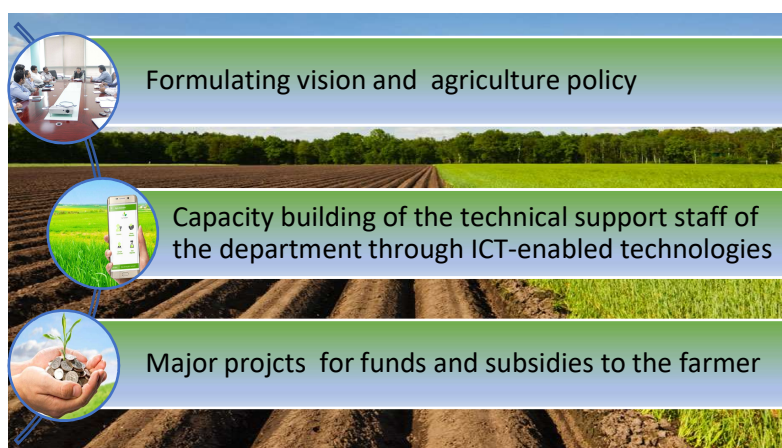 Formulating vision and agriculture policy
Capacity building of the technical support staff of
the department through ICT-enabled technologies
Major projcts for funds and subsidies to the farmer